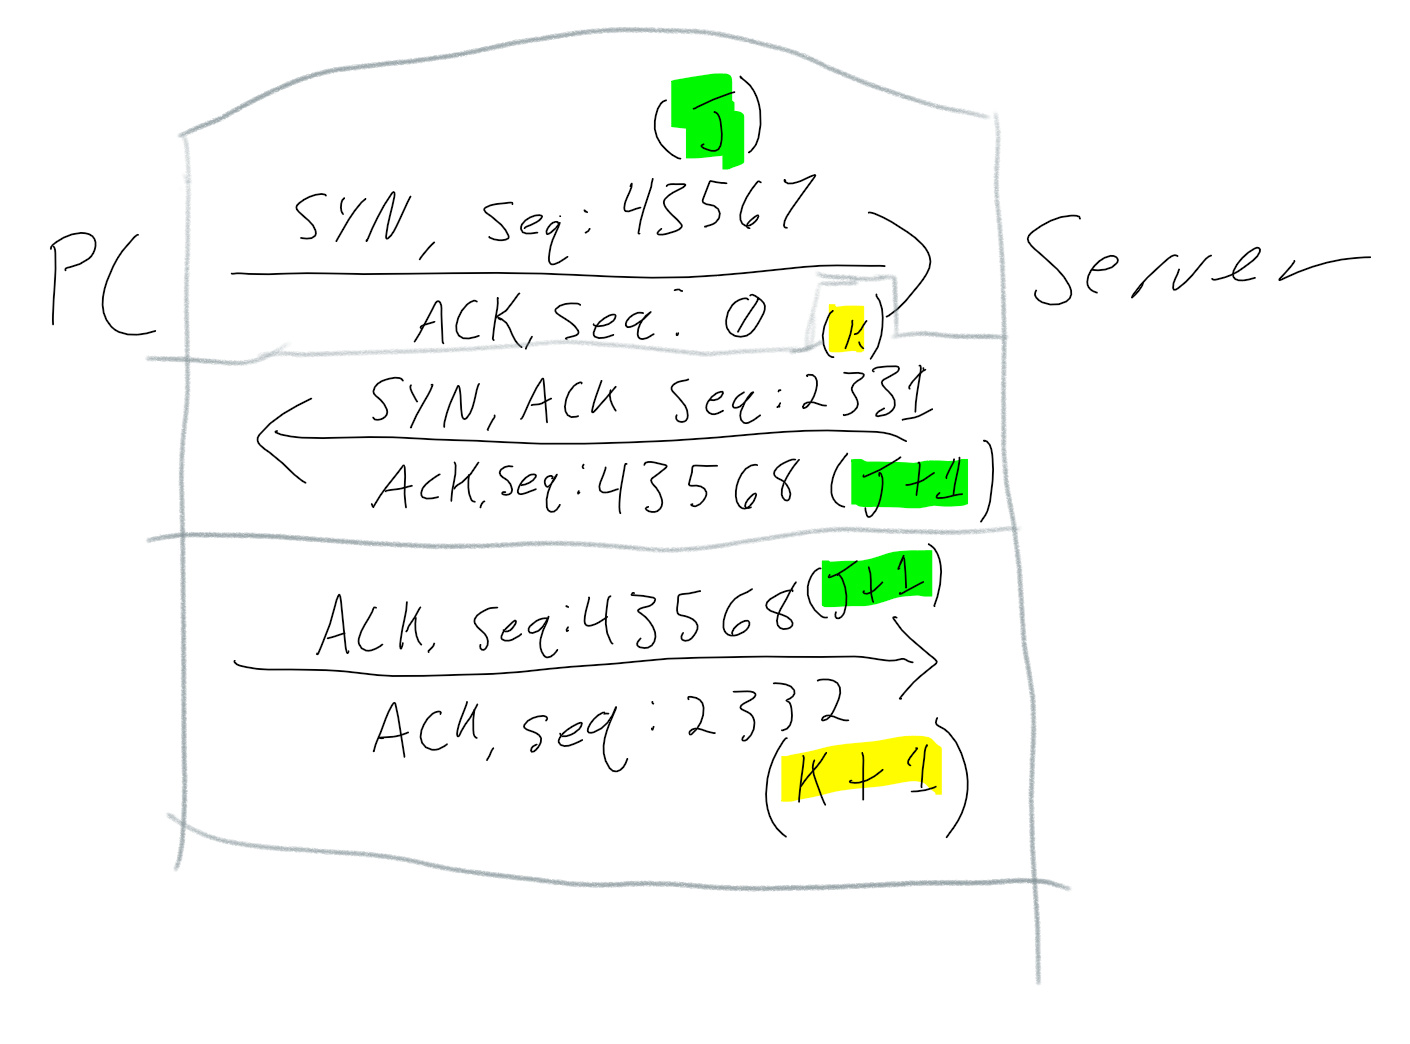 (J)
SYN, Seq: 43567
PC
Server
ACK, Seq: 0 (K)
SYN, ACK Seq: 2331
ACK, Seq: 43568 (J+1)
ACK, Seq: 43568 (J+1)
ACK, seq: 2332
(K+1)